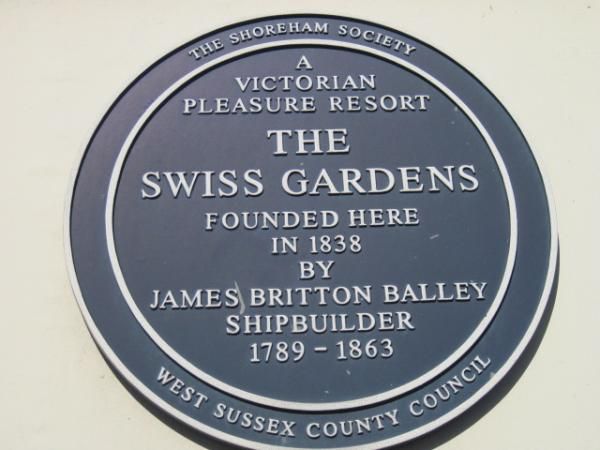 THE SHOREHAM SOCIETY
A
VICTORIAN
PLEASURE RESORT
THE
SWISS GARDENS
FOUNDED HERE
IN 1838
BY
JAMES BRITTON BALLEY
SHIPBUILDER
1789 - 1863
WEST SUSSEX COUNTY COUNCIL